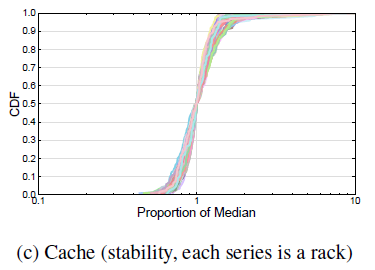 1.0
0.9
0.8
0.7
0.6
0.5
0.4
0.3
0.2
0.1
0.0
CDF
0.1 1 10
Proportion of Median
(c) Cache (stability, each series is a rack)